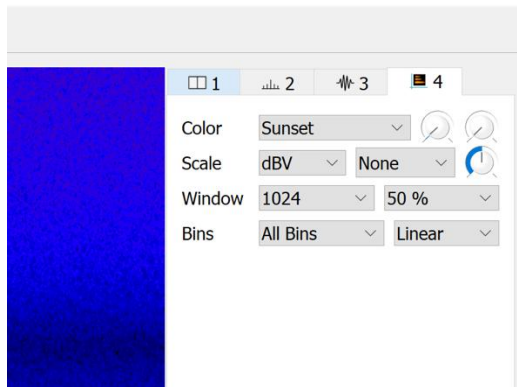 1 2 3 4
Color Sunset
Scale dBV None
Window 1024 50 %
Bins All Bins Linear